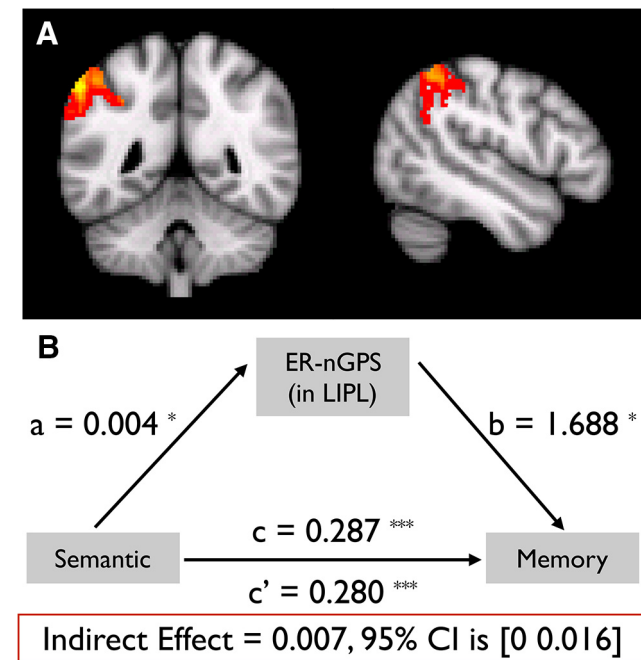 A
B
ER-nGPS
(in LIPL)
a = 0.004 *
b = 1.688 *
c = 0.287 ***
Semantic
Memory
c’ = 0.280 ***
Indirect Effect = 0.007, 95% CI is [0 0.016]